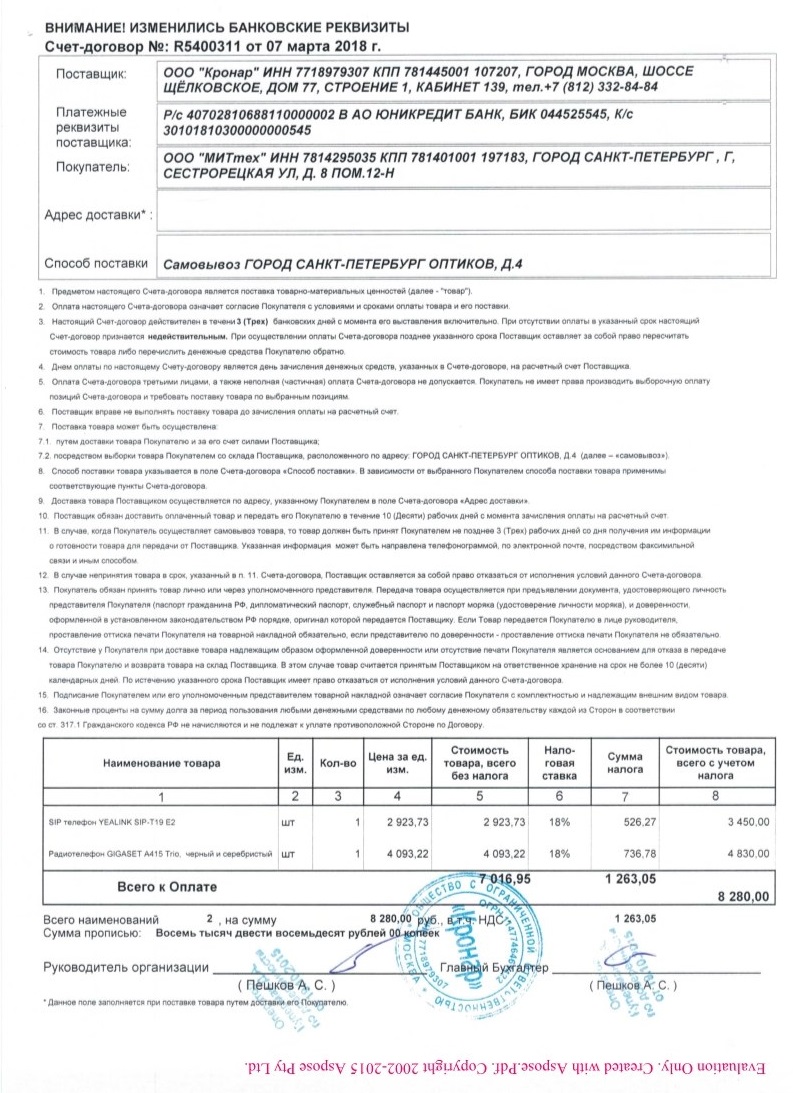 ВНИМАНИЕ! ИЗМЕНИЛИСЬ БАНКОВСКИЕ РЕКВИЗИТЫ
Счет-договор №: R5400311 от 07 марта 2018 г.
Поставщик: ООО "Кронар" ИНН 7718979307 КПП 781445001 107207, ГОРОД МОСКВА, ШОССЕ
ЩЁЛКОВСКОЕ, ДОМ 77, СТРОЕНИЕ 1, КАБИНЕТ 139, тел.+7 (812) 332-84-84
Платежные
реквизиты
поставщика:
Р/с 40702810688110000002 В АО ЮНИКРЕДИТ БАНК, БИК 044525545, К/с
30101810300000000545
Покупатель: ООО "МИТтех" ИНН 7814295035 КПП 781401001 197183, ГОРОД САНКТ-ПЕТЕРБУРГ , Г,
СЕСТРОРЕЦКАЯ УЛ, Д. 8 ПОМ.12-Н
Адрес доставки* :
Способ поставки Самовывоз ГОРОД САНКТ-ПЕТЕРБУРГ ОПТИКОВ, Д.4
1. Предметом настоящего Счета-договора является поставка товарно-материальных ценностей (далее - "товар").
2. Оплата настоящего Счета-договора означает согласие Покупателя с условиями и сроками оплаты товара и его поставки.
3. Настоящий Счет-договор действителен в течени 3 (Трех) банковских дней с момента его выставления включительно. При отсутствии оплаты в указанный срок настоящий
Счет-договор признается недействительным. При осуществлении оплаты Счета-договора позднее указанного срока Поставщик оставляет за собой право пересчитать
стоимость товара либо перечислить денежные средства Покупателю обратно.
4. Днем оплаты по настоящему Счету-договору является день зачисления денежных средств, указанных в Счете-договоре, на расчетный счет Поставщика.
5. Оплата Счета-договора третьими лицами, а также неполная (частичная) оплата Счета-договора не допускается. Покупатель не имеет права производить выборочную оплату
позиций Счета-договора и требовать поставку товара по выбранным позициям.
6. Поставщик вправе не выполнять поставку товара до зачисления оплаты на расчетный счет.
7. Поставка товара может быть осуществлена:
7.1. путем доставки товара Покупателю и за его счет силами Поставщика;
7.2. посредством выборки товара Покупателем со склада Поставщика, расположенного по адресу: ГОРОД САНКТ-ПЕТЕРБУРГ ОПТИКОВ, Д.4 (далее – «самовывоз»).
8. Способ поставки товара указывается в поле Счета-договора «Способ поставки». В зависимости от выбранного Покупателем способа поставки товара применимы
соответствующие пункты Счета-договора.
9. Доставка товара Поставщиком осуществляется по адресу, указанному Покупателем в поле Счета-договора «Адрес доставки».
10. Поставщик обязан доставить оплаченный товар и передать его Покупателю в течение 10 (Десяти) рабочих дней с момента зачисления оплаты на расчетный счет.
11. В случае, когда Покупатель осуществляет самовывоз товара, то товар должен быть принят Покупателем не позднее 3 (Трех) рабочих дней со дня получения им информации
о готовности товара для передачи от Поставщика. Указанная информация может быть направлена телефонограммой, по электронной почте, посредством факсимильной
связи и иным способом.
12. В случае непринятия товара в срок, указанный в п. 11. Счета-договора, Поставщик оставляется за собой право отказаться от исполнения условий данного Счета-договора.
13. Покупатель обязан принять товар лично или через уполномоченного представителя. Передача товара осуществляется при предъявлении документа, удостоверяющего личность
представителя Покупателя (паспорт гражданина РФ, дипломатический паспорт, служебный паспорт и паспорт моряка (удостоверение личности моряка), и доверенности,
оформленной в установленном законодательством РФ порядке, оригинал которой передается Поставщику. Если Товар передается Покупателю в лице руководителя,
проставление оттиска печати Покупателя на товарной накладной обязательно, если представителю по доверенности - проставление оттиска печати Покупателя не обязательно.
14. Отсутствие у Покупателя при доставке товара надлежащим образом оформленной доверенности или отсутствие печати Покупателя является основанием для отказа в передаче
товара Покупателю и возврата товара на склад Поставщика. В этом случае товар считается принятым Поставщиком на ответственное хранение на срок не более 10 (десяти)
календарных дней. По истечению указанного срока Поставщик имеет право отказаться от исполнения условий данного Счета-договора.
15. Подписание Покупателем или его уполномоченным представителем товарной накладной означает согласие Покупателя с комплектностью и надлежащим внешним видом товара.
16. Законные проценты на сумму долга за период пользования любыми денежными средствами по любому денежному обязательству каждой из Сторон в соответствии
со ст. 317.1 Гражданского кодекса РФ не начисляются и не подлежат к уплате противоположной Стороне по Договору.
Наименование товара Ед. изм. Кол-во Цена за ед. изм. Стоимость товара, всего без налога Нало-говая ставка Сумма налога Стоимость товара, всего с учетом налога
1 2 3 4 5 6 7 8
SIP телефон YEALINK SIP-T19 E2 шт 1 2 923,73 2 923,73 18% 526,27 3 450,00
Радиотелефон GIGASET A415 Trio, черный и серебристый шт 1 4 093,22 4 093,22 18% 736,78 4 830,00
Всего к Оплате 7 016,95 1 263,05 8 280,00
Всего наименований 2 , на сумму 8 280,00 руб., в т.ч. НДС 1 263,05
Сумма прописью: Восемь тысяч двести восемьдесят рублей 00 копеек
Руководитель организации Главный Бухгалтер
( Пешков А. С. ) ( Пешков А. С. )
* Данное поле заполняется при поставке товара путем доставки его Покупателю.
ОБЩЕСТВО С ОГРАНИЧЕННОЙ ОТВЕТСТВЕННОСТЬЮ
МОСКВА
"Кронар"
7718979307
Evaluation Only. Created with Aspose.Pdf. Copyright 2002-2015 Aspose Pty Ltd.